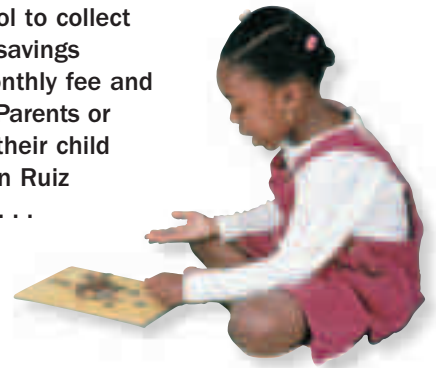 ol to collect
savings
onthly fee and
Parents or
their child
n Ruiz
. . .